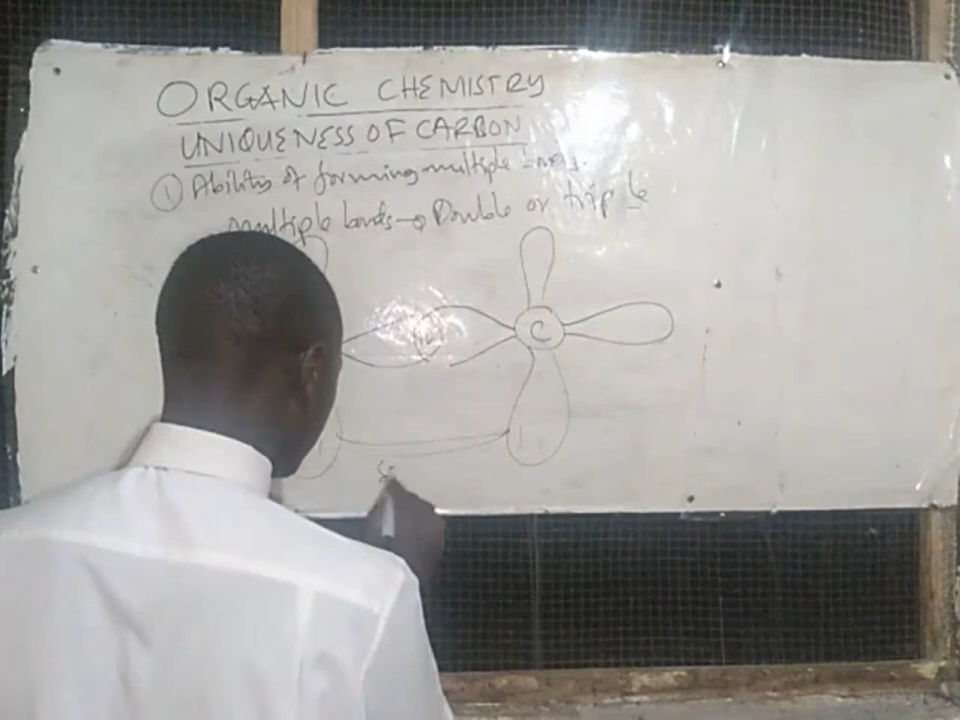 ORGANIC CHEMISTRY
UNIQUENESS OF CARBON
① Ability of forming multiple bonds.
multiple bonds → Double or triple
C